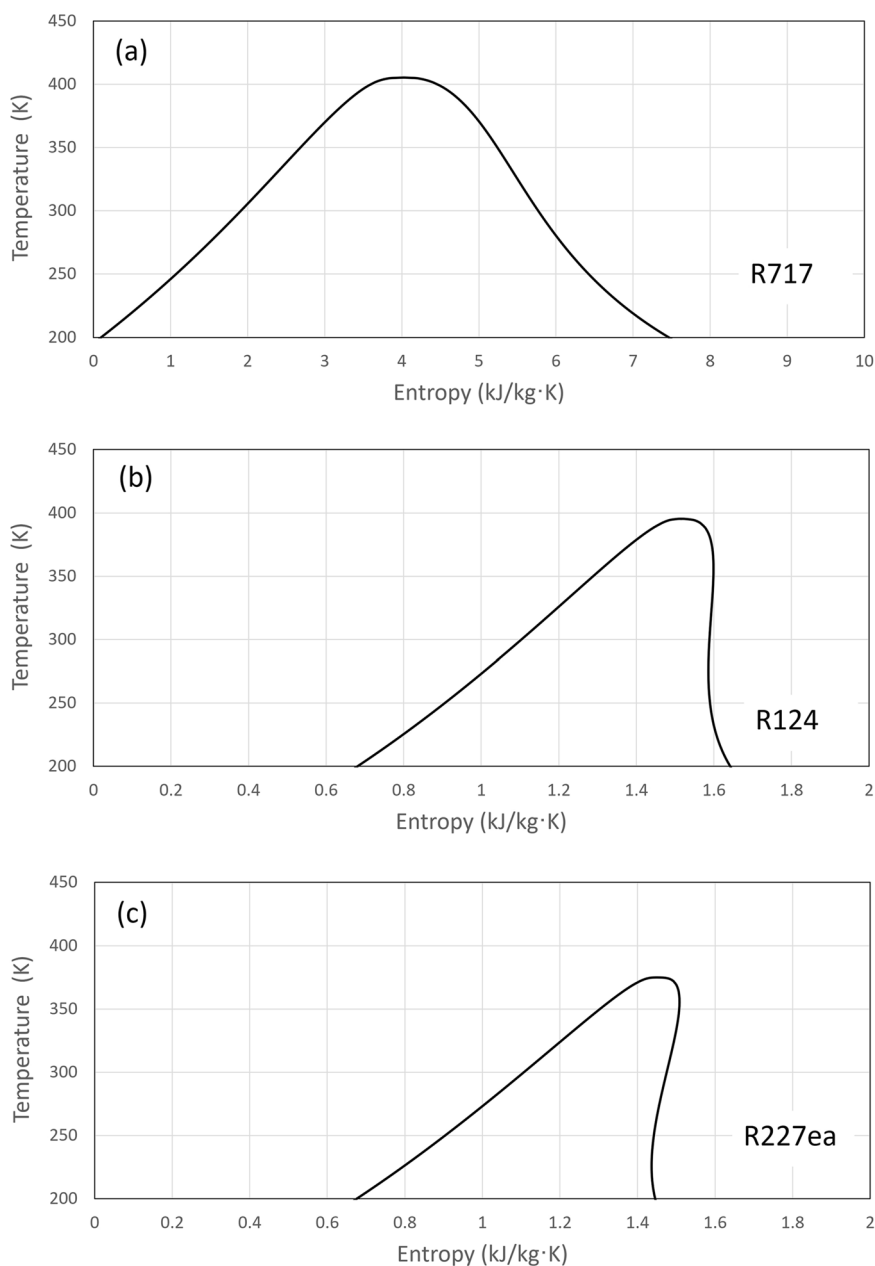 (a)
Temperature (K)
450
400
350
300
250
200
R717
0 1 2 3 4 5 6 7 8 9 10
Entropy (kJ/kg·K)
(b)
Temperature (K)
450
400
350
300
250
200
R124
0 0.2 0.4 0.6 0.8 1 1.2 1.4 1.6 1.8 2
Entropy (kJ/kg·K)
(c)
Temperature (K)
450
400
350
300
250
200
R227ea
0 0.2 0.4 0.6 0.8 1 1.2 1.4 1.6 1.8 2
Entropy (kJ/kg·K)